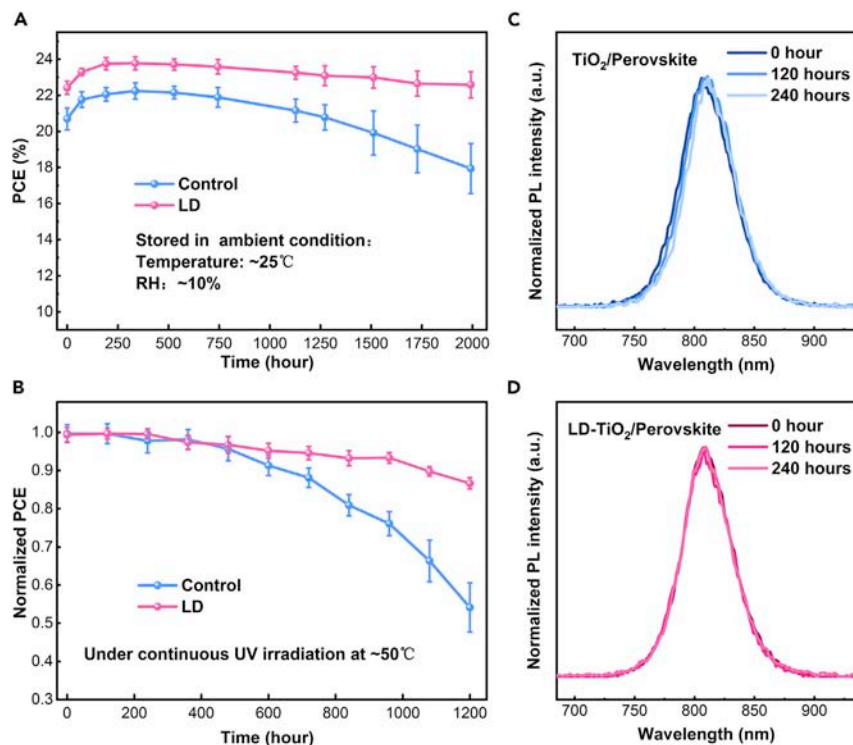 A
PCE (%)
24
22
20
18
16
14
12
10
Control
LD
Stored in ambient condition：
Temperature: ~25℃
RH：~10%
0 250 500 750 1000 1250 1500 1750 2000
Time (hour)
B
Normalized PCE
1.0
0.9
0.8
0.7
0.6
0.5
0.4
0.3
Control
LD
Under continuous UV irradiation at ~50℃
0 200 400 600 800 1000 1200
Time (hour)
C
Normalized PL intensity (a.u.)
TiO₂/Perovskite
0 hour
120 hours
240 hours
700 750 800 850 900
Wavelength (nm)
D
Normalized PL intensity (a.u.)
LD-TiO₂/Perovskite
0 hour
120 hours
240 hours
700 750 800 850 900
Wavelength (nm)